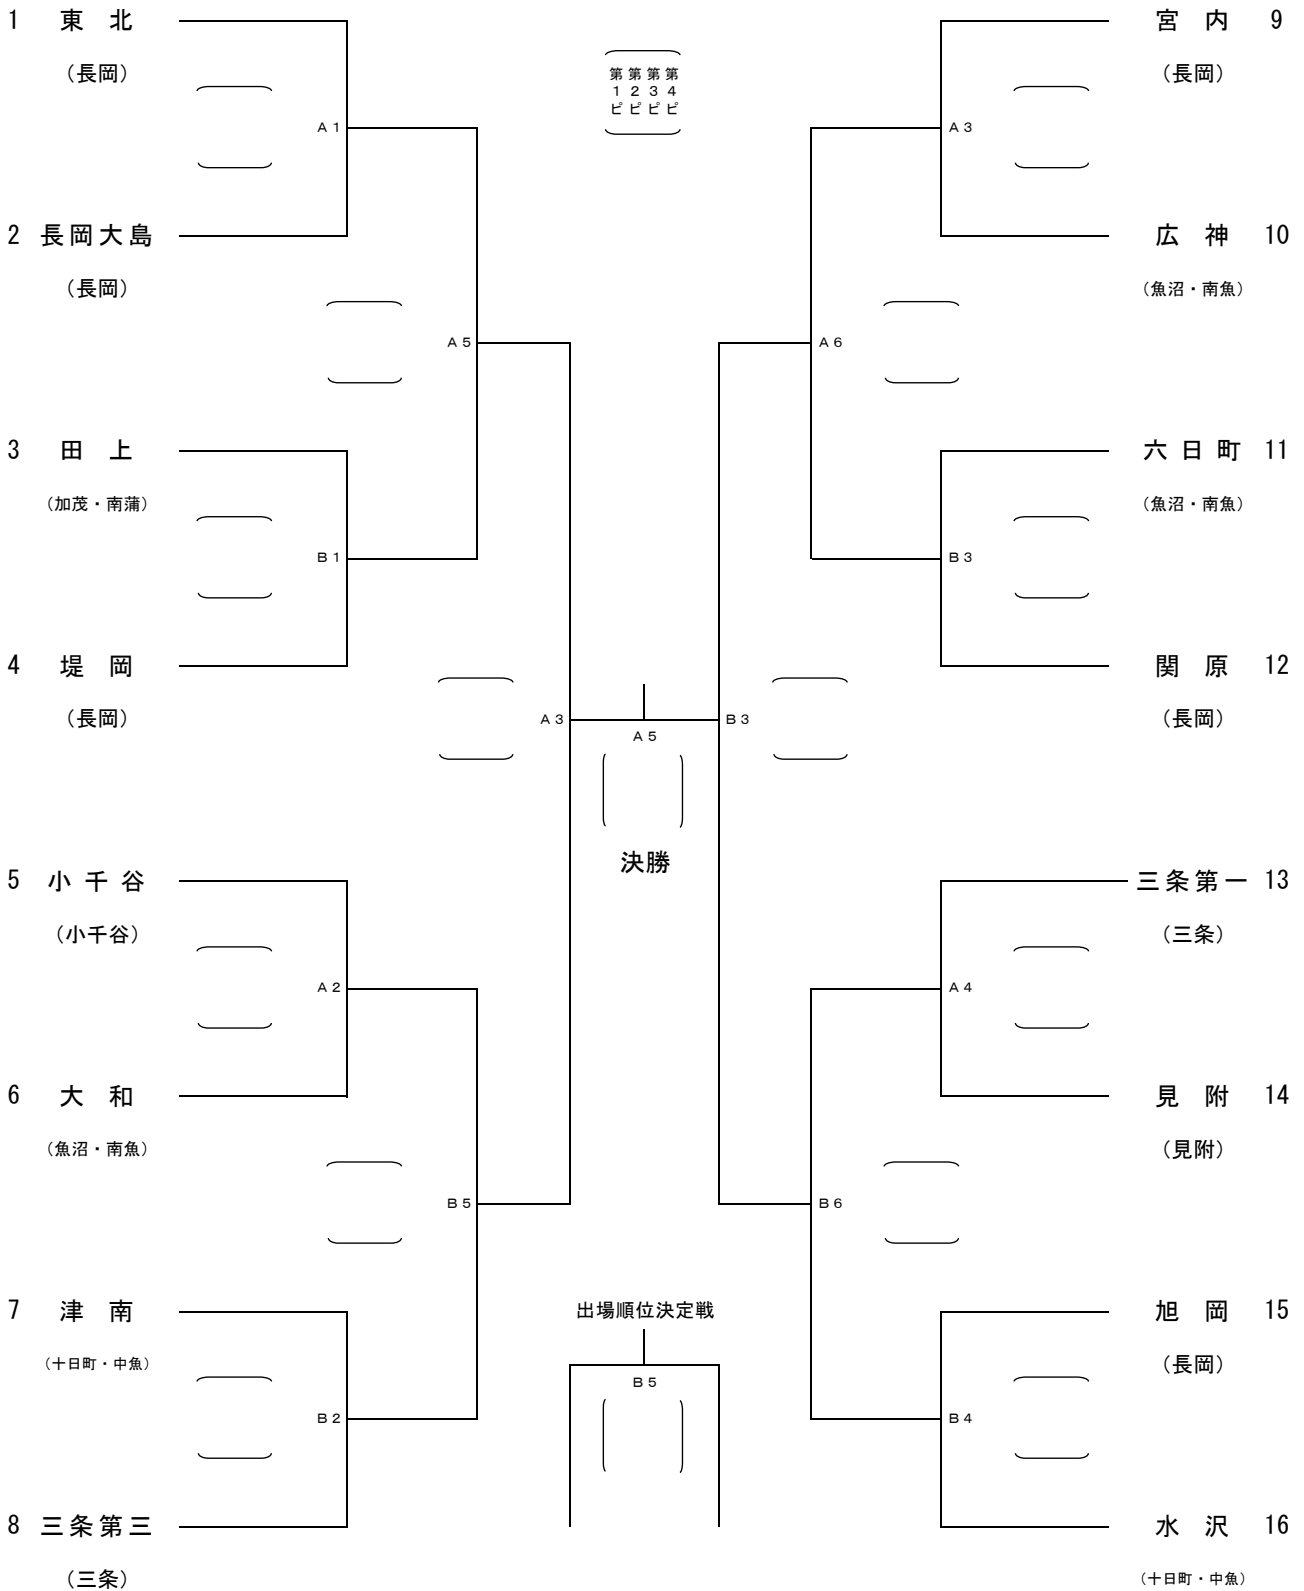 1 東 北
(長岡)
A1
2 長岡大島
(長岡)
A5
3 田 上
(加茂・南蒲)
B1
4 堤 岡
(長岡)
A3
5 小 千 谷
(小千谷)
A2
6 大 和
(魚沼・南魚)
B5
7 津 南
(十日町・中魚)
B2
8 三条第三
(三条)
第1ピ
第2ピ
第3ピ
第4ピ
A5
決勝
出場順位決定戦
B5
宮 内 9
(長岡)
A3
広 神 10
(魚沼・南魚)
A6
六 日 町 11
(魚沼・南魚)
B3
関 原 12
(長岡)
B3
三条第一 13
(三条)
A4
見 附 14
(見附)
B6
旭 岡 15
(長岡)
B4
水 沢 16
(十日町・中魚)